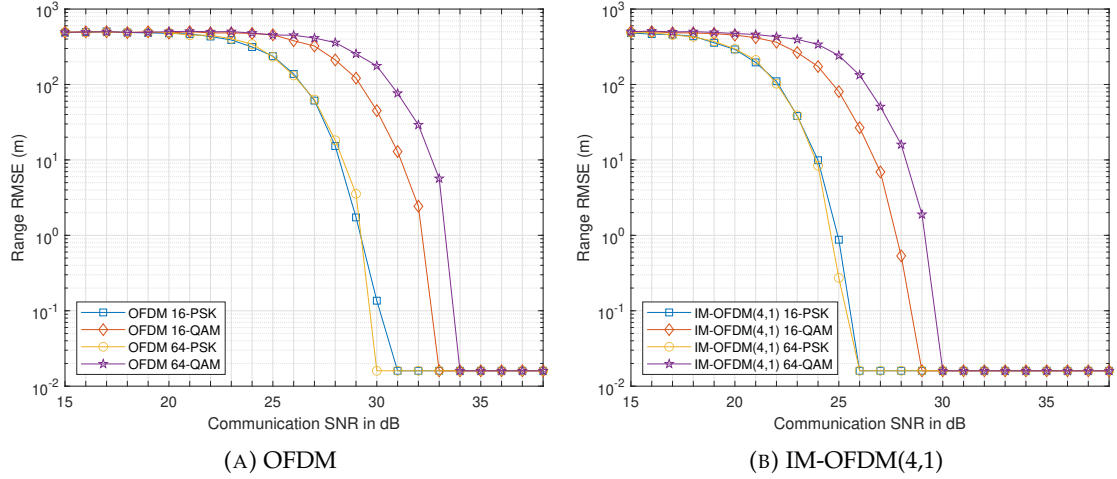 10^3
10^2
10^1
10^0
10^-1
10^-2
Range RMSE (m)
OFDM 16-PSK
OFDM 16-QAM
OFDM 64-PSK
OFDM 64-QAM
15 20 25 30 35
Communication SNR in dB
(A) OFDM
10^3
10^2
10^1
10^0
10^-1
10^-2
Range RMSE (m)
IM-OFDM(4,1) 16-PSK
IM-OFDM(4,1) 16-QAM
IM-OFDM(4,1) 64-PSK
IM-OFDM(4,1) 64-QAM
15 20 25 30 35
Communication SNR in dB
(B) IM-OFDM(4,1)